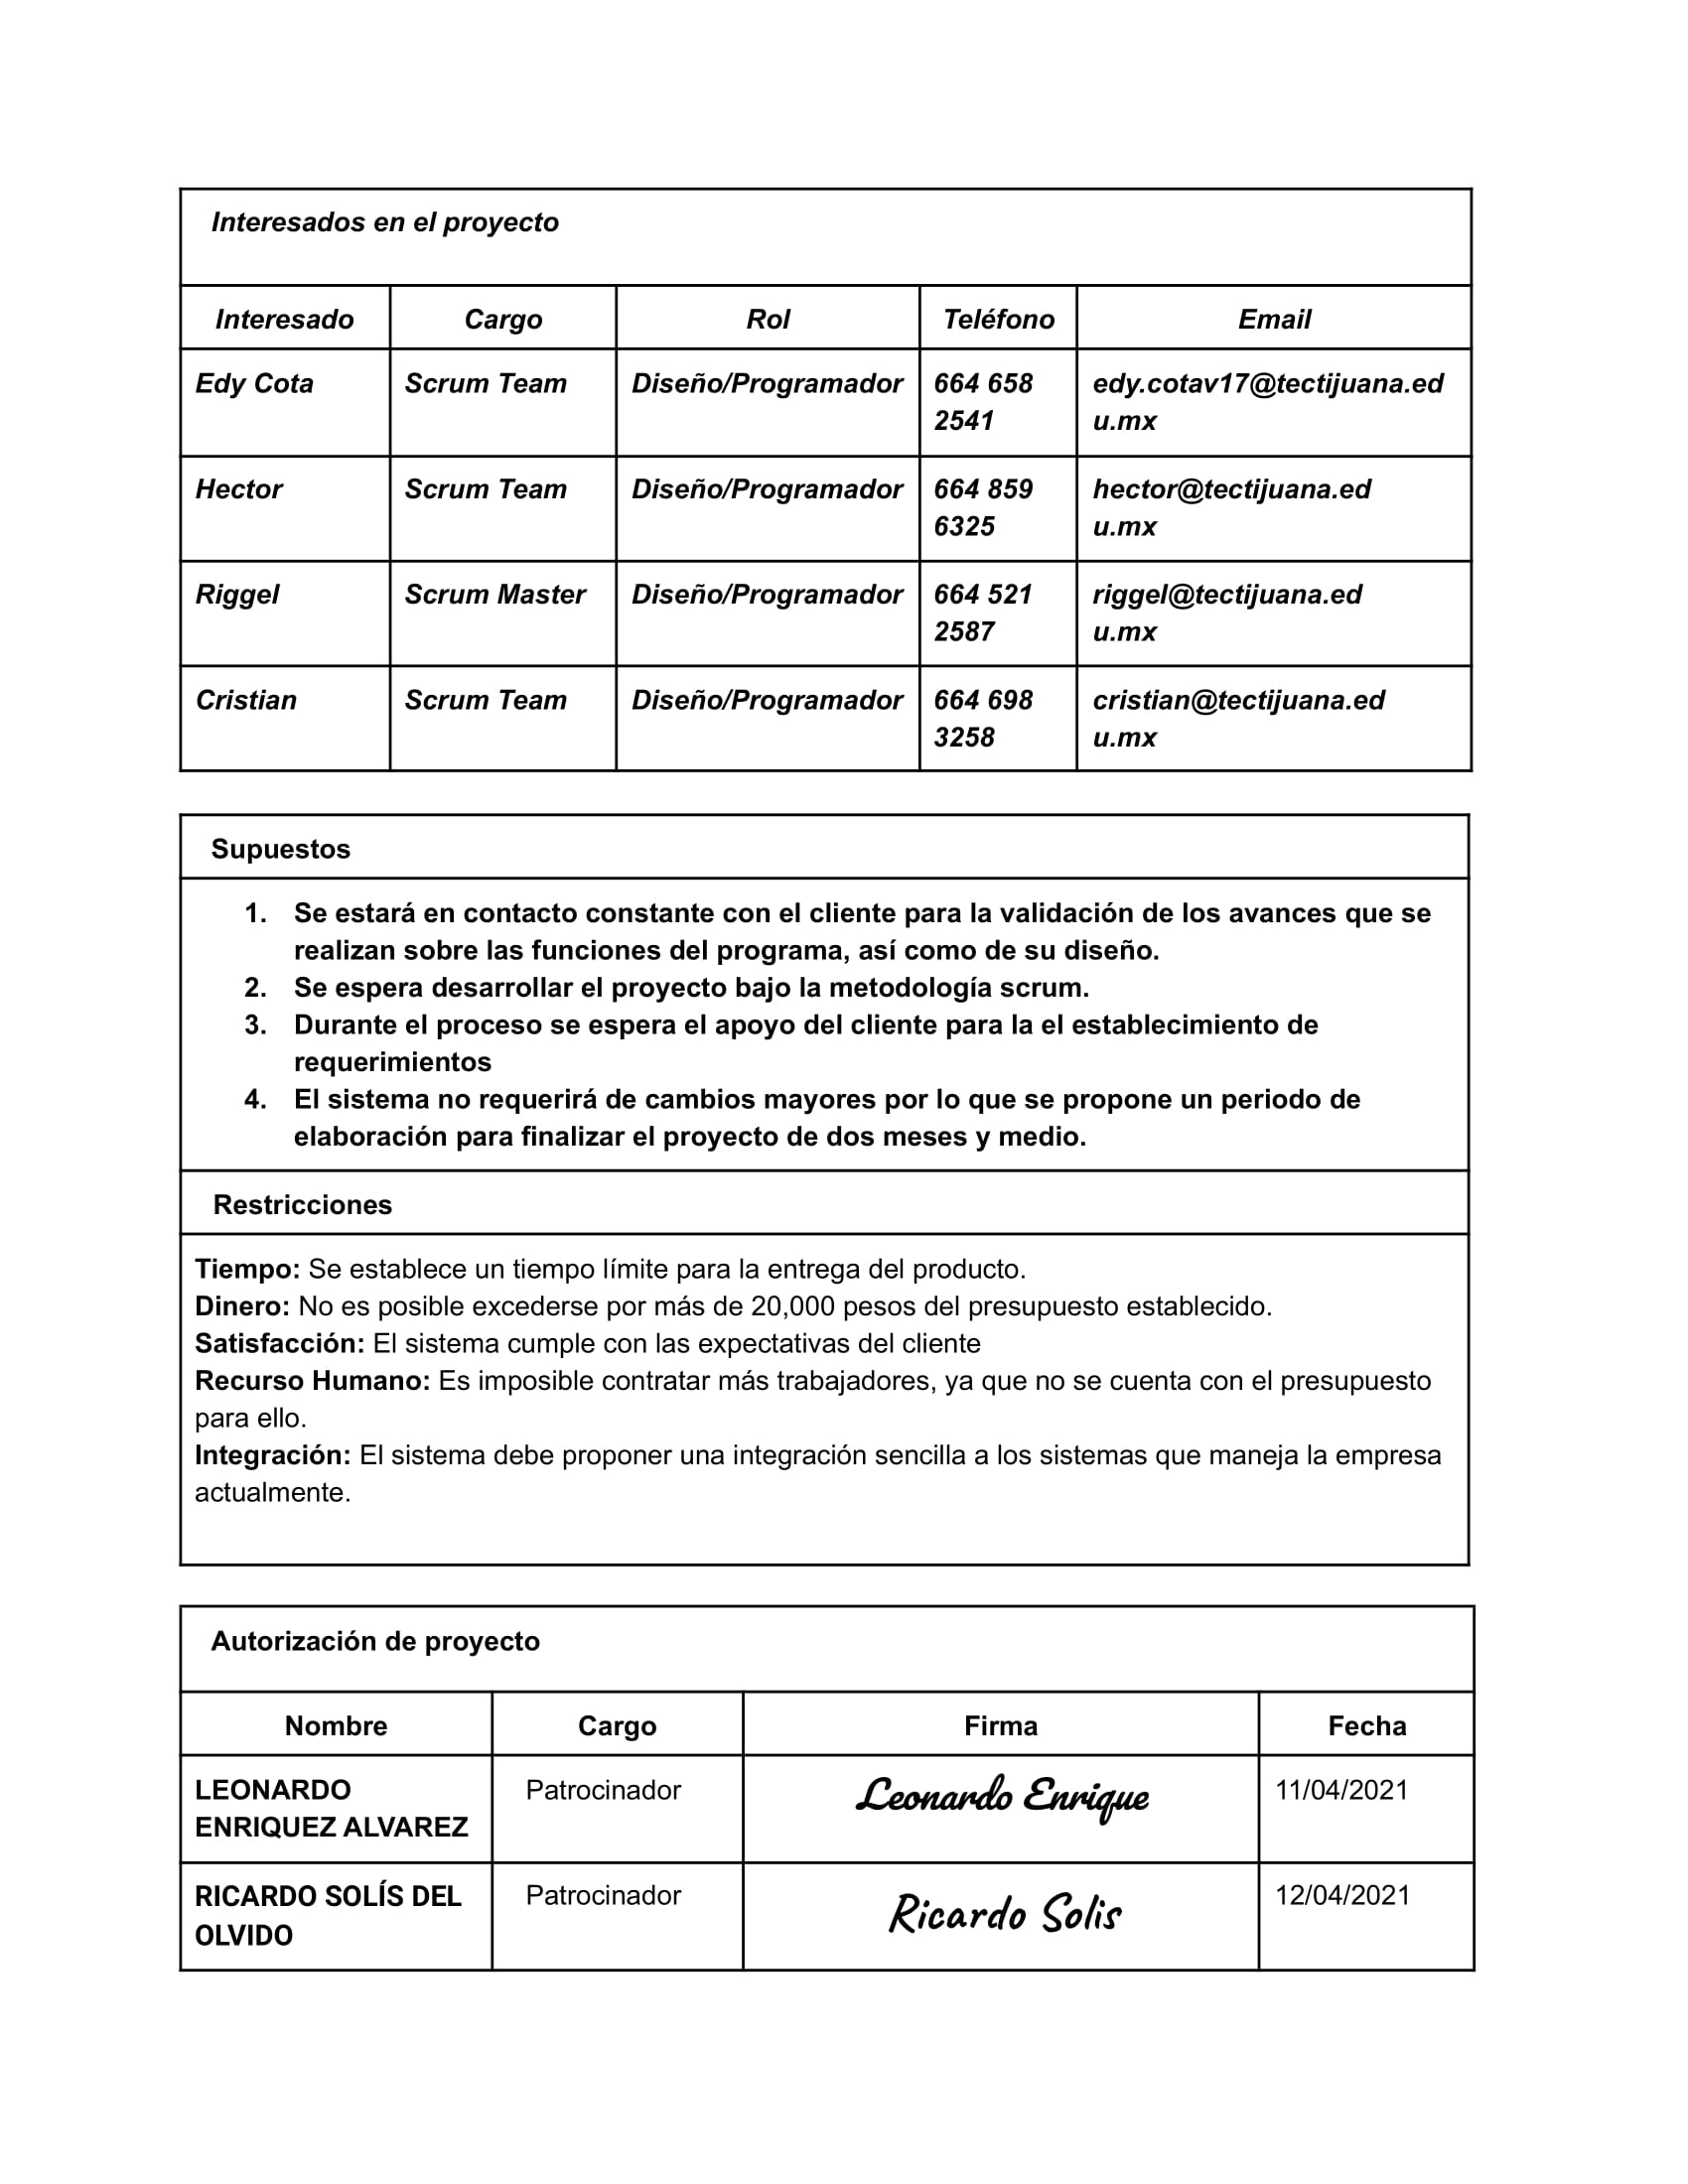 Interesados en el proyecto
Interesado Cargo Rol Teléfono Email
Edy Cota Scrum Team Diseño/Programador 664 658 edy.cotav17@tectijuana.ed
2541 u.mx
Hector Scrum Team Diseño/Programador 664 859 hector@tectijuana.ed
6325 u.mx
Riggel Scrum Master Diseño/Programador 664 521 riggel@tectijuana.ed
2587 u.mx
Cristian Scrum Team Diseño/Programador 664 698 cristian@tectijuana.ed
3258 u.mx
Supuestos
1. Se estará en contacto constante con el cliente para la validación de los avances que se
realizan sobre las funciones del programa, así como de su diseño.
2. Se espera desarrollar el proyecto bajo la metodología scrum.
3. Durante el proceso se espera el apoyo del cliente para la el establecimiento de
requerimientos
4. El sistema no requerirá de cambios mayores por lo que se propone un periodo de
elaboración para finalizar el proyecto de dos meses y medio.
Restricciones
Tiempo: Se establece un tiempo límite para la entrega del producto.
Dinero: No es posible excederse por más de 20,000 pesos del presupuesto establecido.
Satisfacción: El sistema cumple con las expectativas del cliente
Recurso Humano: Es imposible contratar más trabajadores, ya que no se cuenta con el presupuesto
para ello.
Integración: El sistema debe proponer una integración sencilla a los sistemas que maneja la empresa
actualmente.
Autorización de proyecto
Nombre Cargo Firma Fecha
LEONARDO Patrocinador Leonardo Enrique 11/04/2021
ENRIQUEZ ALVAREZ
RICARDO SOLÍS DEL Patrocinador Ricardo Solis 12/04/2021
OLVIDO